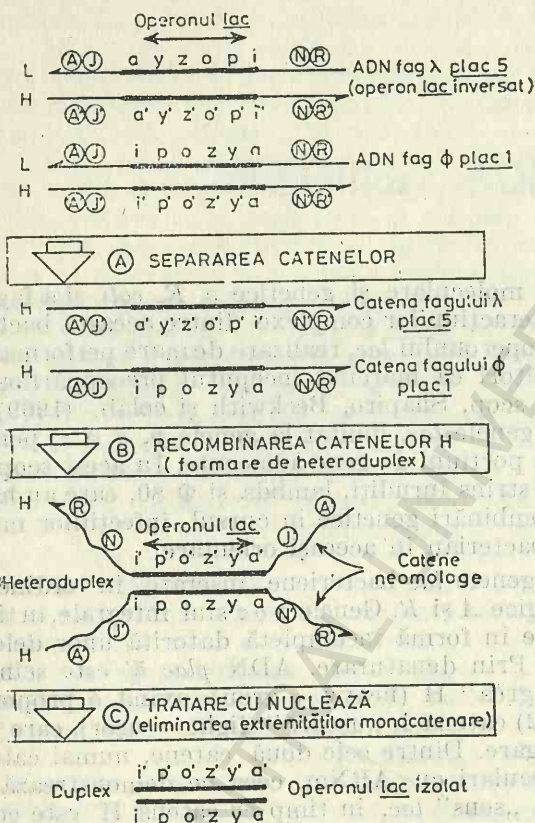 Operonul lac
L A J a y z o p i N R ADN fag λ plac 5
H A' J' a' y' z' o' p' i' N' R' (operon lac inversat)
L A J i p o z y a N R ADN fag ϕ plac 1
H A' J' i' p' o' z' y' a N' R'
A SEPARAREA CATENELOR
H A' J' a' y' z' o' p' i' N' R' Catena fagului λ plac 5
H A' J' i p o z y a N' R' Catena fagului ϕ plac 1
B RECOMBINAREA CATENELOR H
(formare de heteroduplex)
H R N Operonul lac J A
Heteroduplex i' p' o' z' y' a' Catene
i p o z y a neomologe
H A' J' N' R'
C TRATARE CU NUCLEAZĂ
(eliminarea extremităților monocatenare)
i' p' o' z' y' a'
Duplex Operonul lac izolat
i p o z y a